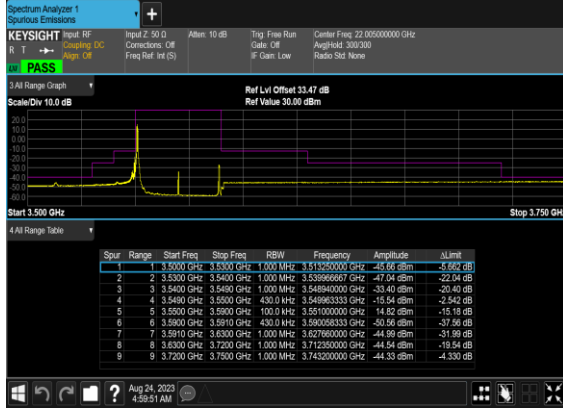 Spectrum Analyzer 1
Spurious Emissions
+
KEYSIGHT Input: RF Input Z: 50 Ω Atten: 10 dB Trig: Free Run Center Freq: 22.005000000 GHz
R T Coupling: DC Corrections: Off Gate: Off Avg|Hold: 300/300
Align: Off Freq Ref: Int (S) IF Gain: Low Radio Std: None
PASS
3 All Range Graph Ref Lvl Offset 33.47 dB
Scale/Div 10.0 dB Ref Value 30.00 dBm
20.0
10.0
0.00
-10.0
-20.0
-30.0
-40.0
-50.0
-60.0
Start 3.500 GHz Stop 3.750 GHz
4 All Range Table
Spur Range Start Freq Stop Freq RBW Frequency Amplitude ΔLimit
1 1 3.5000 GHz 3.5300 GHz 1.000 MHz 3.513250000 GHz -45.66 dBm -5.662 dB
2 2 3.5300 GHz 3.5400 GHz 1.000 MHz 3.539966667 GHz -47.04 dBm -22.04 dB
3 3 3.5400 GHz 3.5490 GHz 1.000 MHz 3.548940000 GHz -33.40 dBm -20.40 dB
4 4 3.5490 GHz 3.5500 GHz 430.0 kHz 3.549963333 GHz -15.54 dBm -2.542 dB
5 5 3.5500 GHz 3.5900 GHz 100.0 kHz 3.551000000 GHz 14.82 dBm -15.18 dB
6 6 3.5900 GHz 3.5910 GHz 430.0 kHz 3.590058333 GHz -50.56 dBm -37.56 dB
7 7 3.5910 GHz 3.6300 GHz 1.000 MHz 3.627660000 GHz -44.99 dBm -31.99 dB
8 8 3.6300 GHz 3.7200 GHz 1.000 MHz 3.712350000 GHz -44.54 dBm -19.54 dB
9 9 3.7200 GHz 3.7500 GHz 1.000 MHz 3.743200000 GHz -44.33 dBm -4.330 dB
? Aug 24, 2023
4:59:51 AM